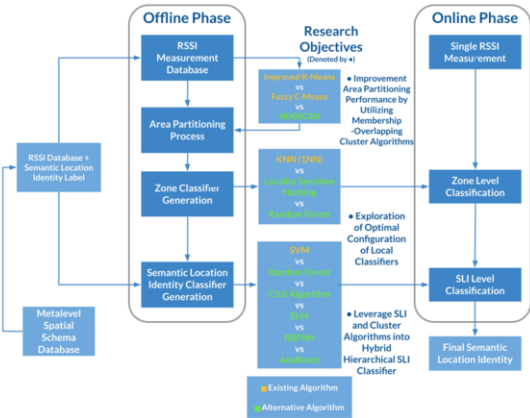 Offline Phase
RSSI
Measurement
Database
Area Partitioning
Process
Zone Classifier
Generation
Semantic Location
Identity Classifier
Generation
RSSI Database +
Semantic Location
Identity Label
Metalevel
Spatial
Schema
Database
Research
Objectives
(Denoted by •)
Improved K-Means
vs
Fuzzy C-Means
vs
HDBSCAN
• Improvement
Area Partitioning
Performance by
Utilizing
Membership
-Overlapping
Cluster Algorithms
KNN (1NN)
vs
Locality Sensitive
Hashing
vs
Random Forest
• Exploration
of Optimal
Configuration
of Local
Classifiers
SVM
vs
Random Forest
vs
C5.0 Algorithm
vs
ELM
vs
RBFNN
vs
AdaBoost
• Leverage SLI
and Cluster
Algorithms into
Hybrid
Hierarchical SLI
Classifier
Existing Algorithm
Alternative Algorithm
Online Phase
Single RSSI
Measurement
Zone Level
Classification
SLI Level
Classification
Final Semantic
Location Identity